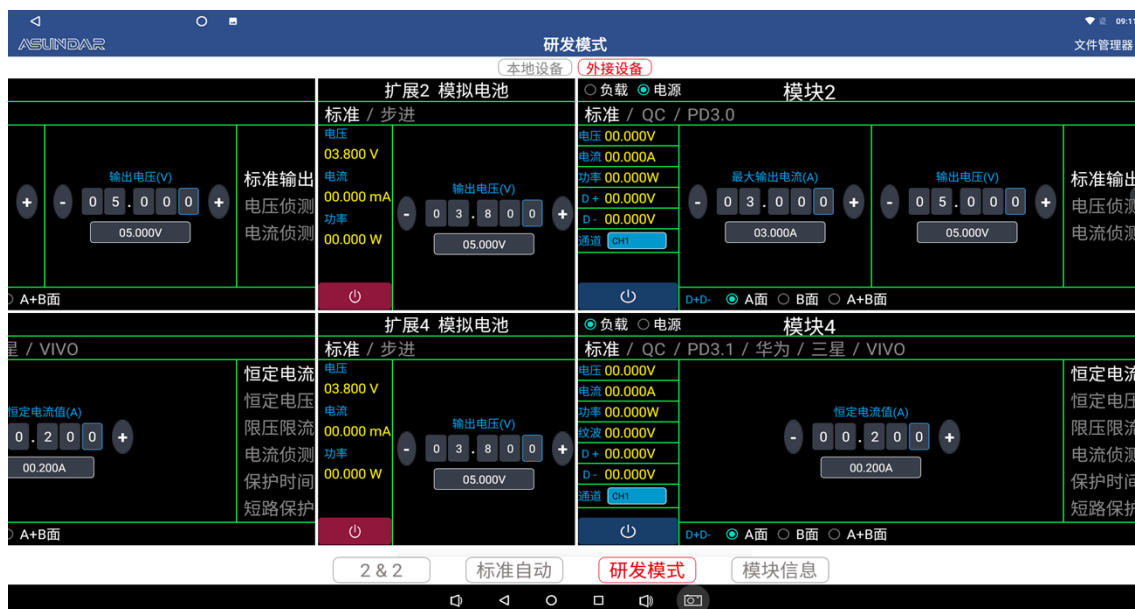 09:11
ASUNDAR
研发模式
文件管理器
本地设备
外接设备
输出电压(V)
+ - 0 5 . 0 0 0 +
05.000V
标准输出
电压侦测
电流侦测
A+B面
扩展2 模拟电池
标准 / 步进
电压
03.800 V
电流
00.000 mA
功率
00.000 W
输出电压(V)
- 0 3 . 8 0 0 +
05.000V
负载 电源
模块2
标准 / QC / PD3.0
电压 00.000V
电流 00.000A
功率 00.000W
D + 00.000V
D - 00.000V
通道 CH1
最大输出电流(A)
- 0 3 . 0 0 0 +
03.000A
输出电压(V)
- 0 5 . 0 0 0 +
05.000V
标准输出
电压侦测
电流侦测
D+D- A面 B面 A+B面
星 / VIVO
恒定电流值(A)
0 . 2 0 0 +
00.200A
恒定电流
恒定电压
限压限流
电流侦测
保护时间
短路保护
A+B面
扩展4 模拟电池
标准 / 步进
电压
03.800 V
电流
00.000 mA
功率
00.000 W
输出电压(V)
- 0 3 . 8 0 0 +
05.000V
负载 电源
模块4
标准 / QC / PD3.1 / 华为 / 三星 / VIVO
电压 00.000V
电流 00.000A
功率 00.000W
纹波 00.000V
D + 00.000V
D - 00.000V
通道 CH1
恒定电流值(A)
- 0 0 . 2 0 0 +
00.200A
恒定电流
恒定电压
限压限流
电流侦测
保护时间
短路保护
D+D- A面 B面 A+B面
2 & 2
标准自动
研发模式
模块信息